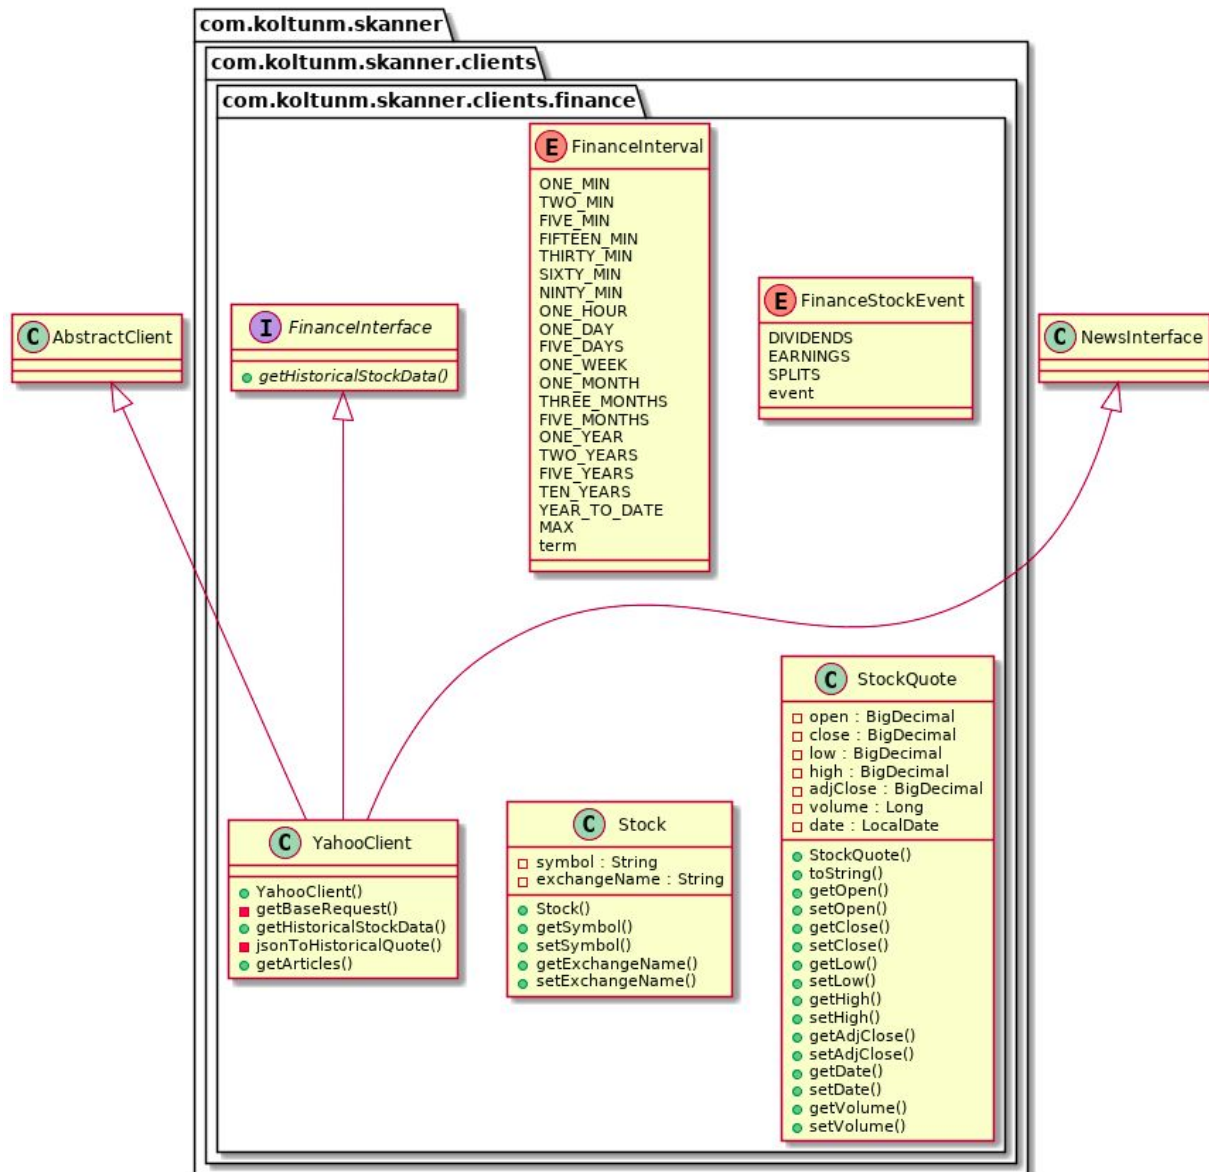 com.koltunm.skanner
com.koltunm.skanner.clients
com.koltunm.skanner.clients.finance
E FinanceInterval
ONE_MIN
TWO_MIN
FIVE_MIN
FIFTEEN_MIN
THIRTY_MIN
SIXTY_MIN
NINTY_MIN
ONE_HOUR
ONE_DAY
FIVE_DAYS
ONE_WEEK
ONE_MONTH
THREE_MONTHS
FIVE_MONTHS
ONE_YEAR
TWO_YEARS
FIVE_YEARS
TEN_YEARS
YEAR_TO_DATE
MAX
term
E FinanceStockEvent
DIVIDENDS
EARNINGS
SPLITS
event
C AbstractClient
I FinanceInterface
getHistoricalStockData()
C NewsInterface
C YahooClient
YahooClient()
getBaseRequest()
getHistoricalStockData()
jsonToHistoricalQuote()
getArticles()
C Stock
symbol : String
exchangeName : String
Stock()
getSymbol()
setSymbol()
getExchangeName()
setExchangeName()
C StockQuote
open : BigDecimal
close : BigDecimal
low : BigDecimal
high : BigDecimal
adjClose : BigDecimal
volume : Long
date : LocalDate
StockQuote()
toString()
getOpen()
setOpen()
getClose()
setClose()
getLow()
setLow()
getHigh()
setHigh()
getAdjClose()
setAdjClose()
getDate()
setDate()
getVolume()
setVolume()